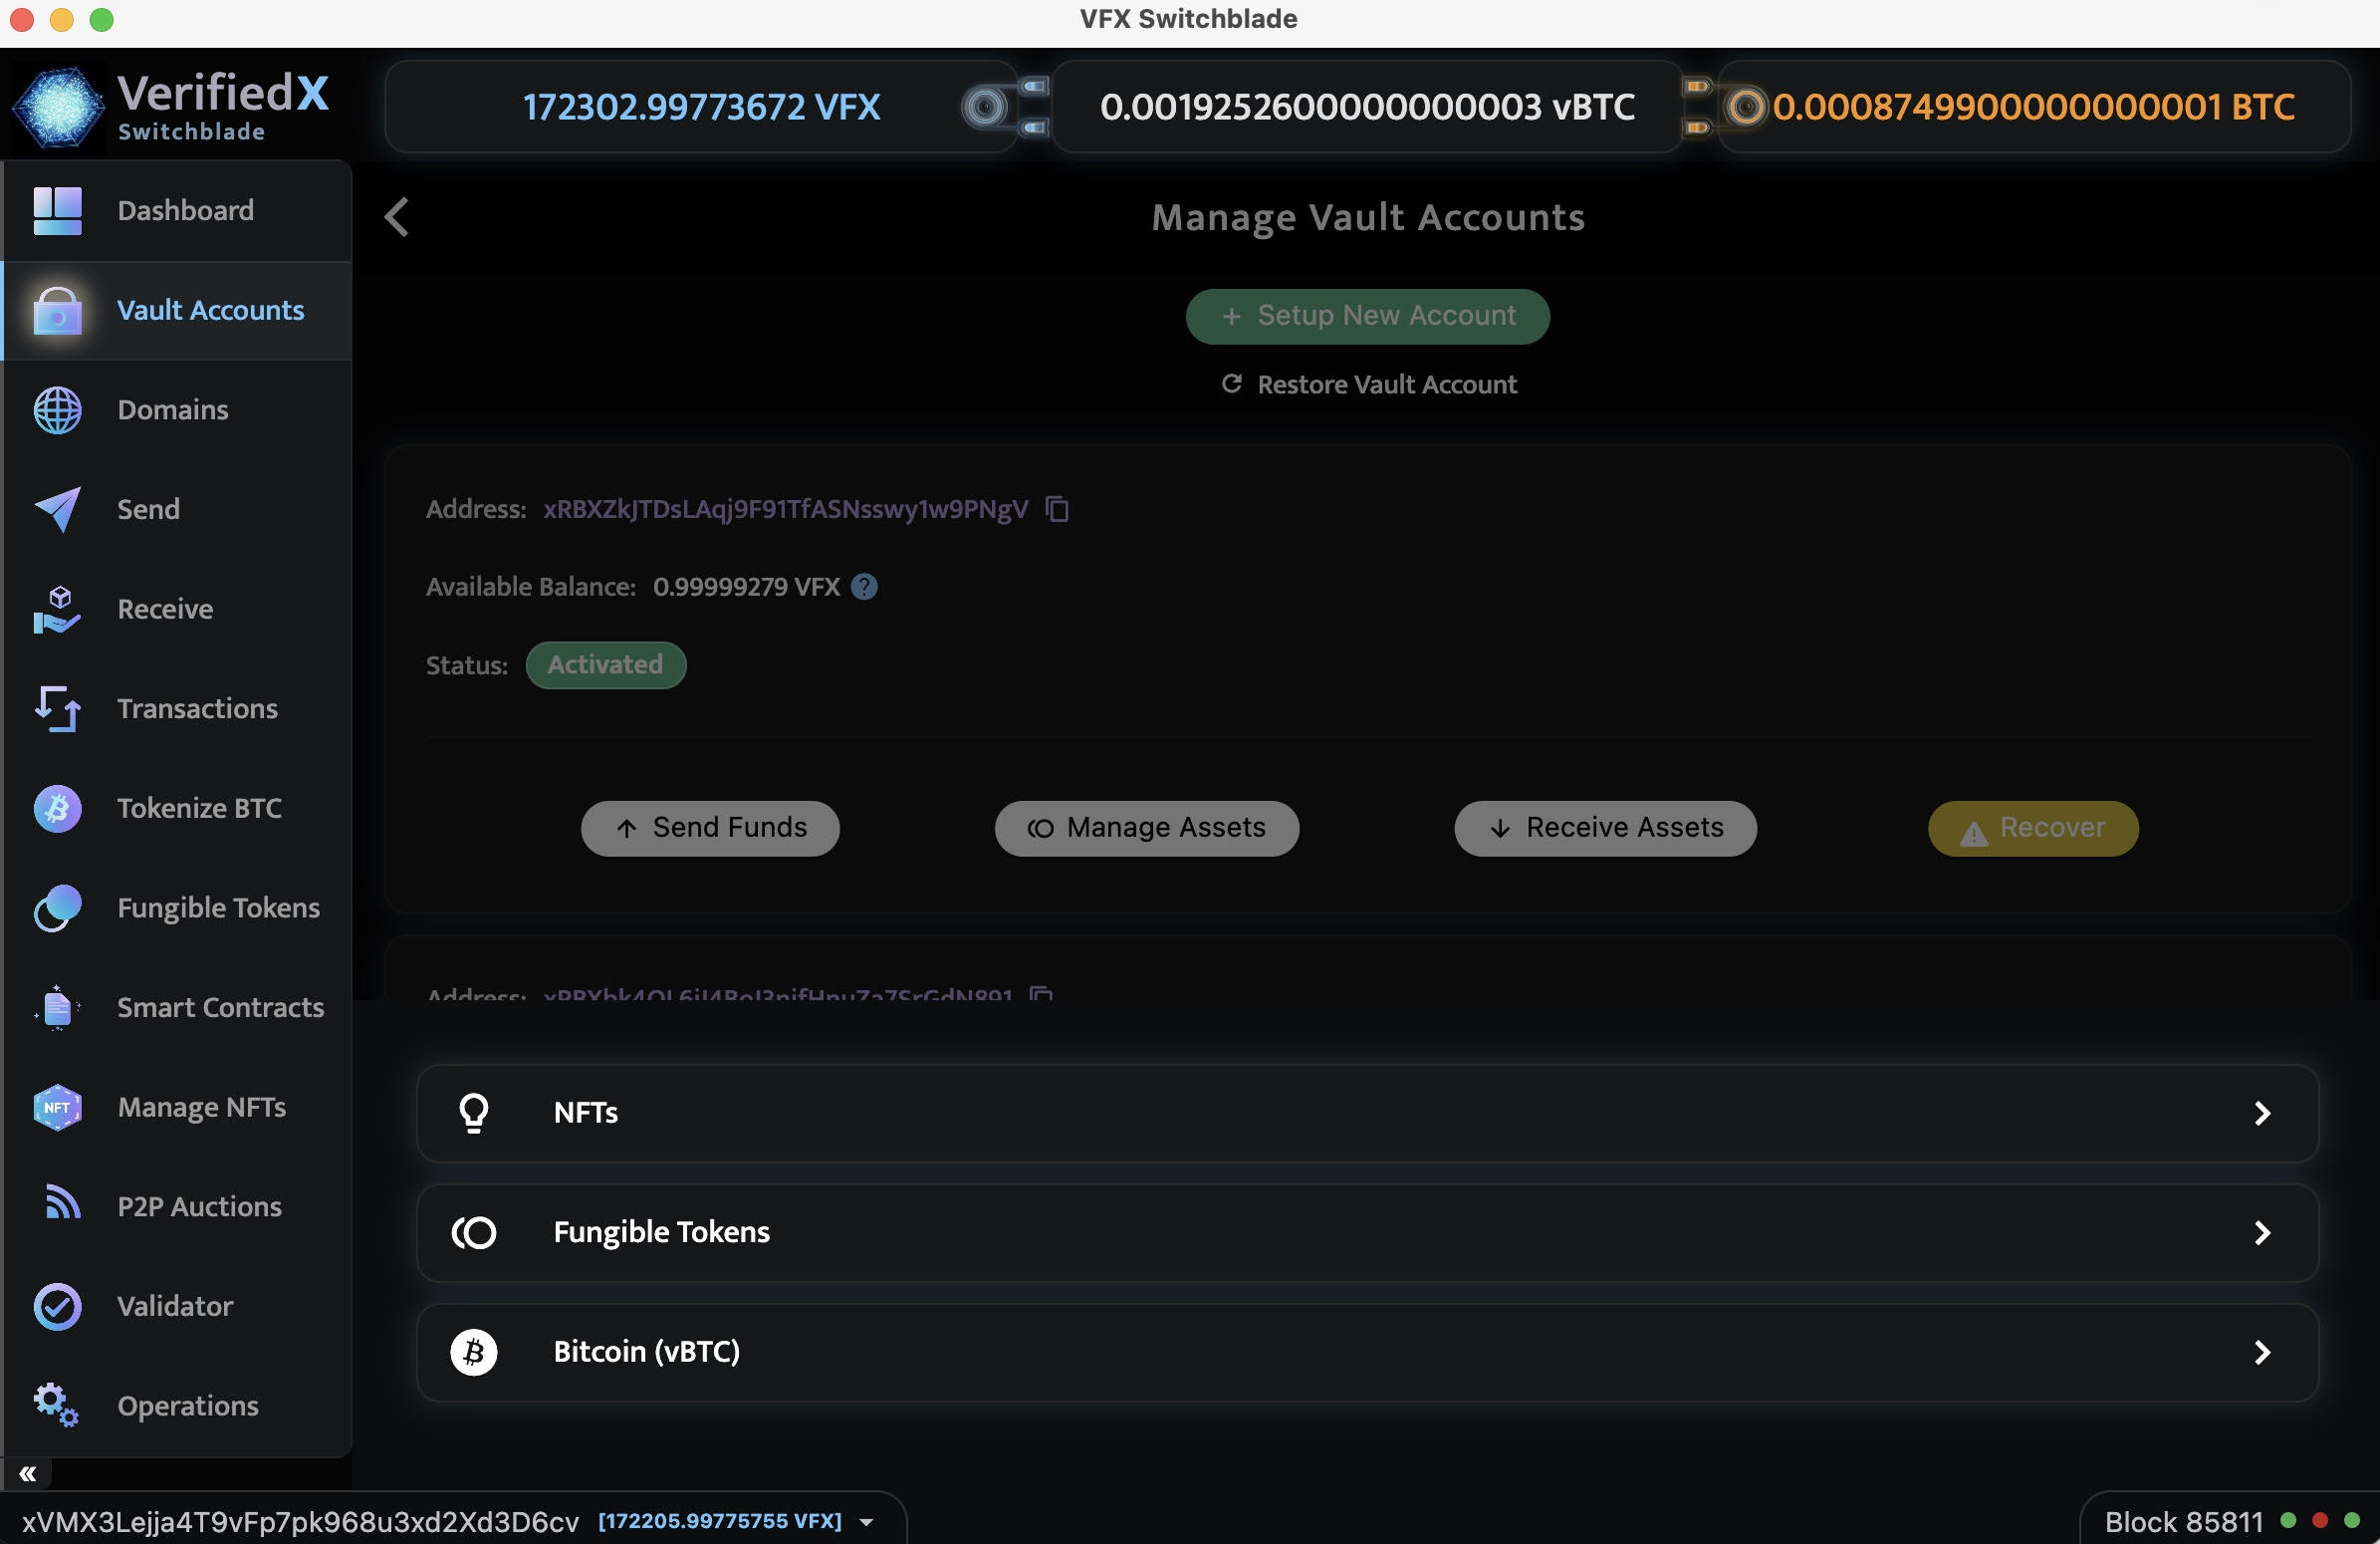 VFX Switchblade
VerifiedX
Switchblade
172302.99773672 VFX
0.0019252600000000003 vBTC
0.0008749900000000001 BTC
Dashboard
Vault Accounts
Domains
Send
Receive
Transactions
Tokenize BTC
Fungible Tokens
Smart Contracts
Manage NFTs
NFT
P2P Auctions
Validator
Operations
Manage Vault Accounts
+ Setup New Account
Restore Vault Account
Address: xRBXZkJTDsLAqj9F91TfASNsswy1w9PNgV
Available Balance: 0.99999279 VFX ?
Status: Activated
Send Funds
Manage Assets
Receive Assets
Recover
Address:
NFTs
Fungible Tokens
Bitcoin (vBTC)
«
xVMX3Lejja4T9vFp7pk968u3xd2Xd3D6cv [172205.99775755 VFX]
Block 85811